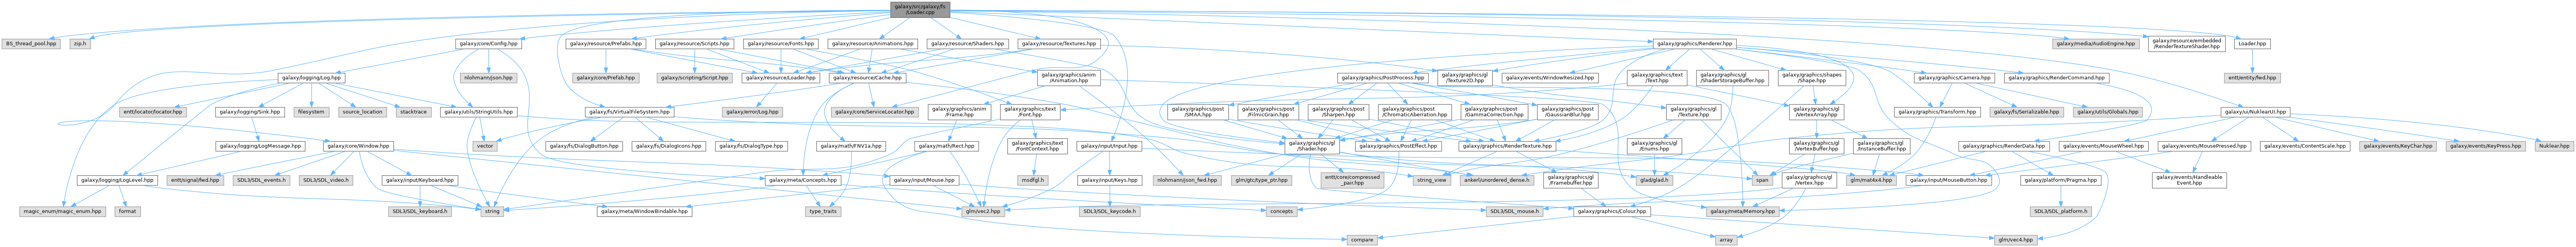 galaxy/src/galaxy/fs
/Loader.cpp
BS_thread_pool.hpp
zip.h
galaxy/core/Config.hpp
galaxy/resource/Prefabs.hpp
galaxy/resource/Scripts.hpp
galaxy/resource/Fonts.hpp
galaxy/resource/Animations.hpp
galaxy/resource/Shaders.hpp
galaxy/resource/Textures.hpp
galaxy/graphics/Renderer.hpp
galaxy/media/AudioEngine.hpp
galaxy/resource/embedded
/RenderTextureShader.hpp
Loader.hpp
galaxy/logging/Log.hpp
nlohmann/json.hpp
galaxy/core/Prefab.hpp
galaxy/scripting/Script.hpp
galaxy/resource/Loader.hpp
galaxy/resource/Cache.hpp
galaxy/graphics/anim
/Animation.hpp
galaxy/graphics/PostProcess.hpp
galaxy/graphics/gl
/Texture2D.hpp
galaxy/events/WindowResized.hpp
galaxy/graphics/text
/Text.hpp
galaxy/graphics/gl
/ShaderStorageBuffer.hpp
galaxy/graphics/shapes
/Shape.hpp
galaxy/graphics/Camera.hpp
galaxy/graphics/RenderCommand.hpp
entt/entity/fwd.hpp
entt/locator/locator.hpp
galaxy/logging/Sink.hpp
filesystem
source_location
stacktrace
galaxy/utils/StringUtils.hpp
galaxy/fs/VirtualFileSystem.hpp
galaxy/error/Log.hpp
galaxy/core/ServiceLocator.hpp
galaxy/graphics/anim
/Frame.hpp
galaxy/graphics/text
/Font.hpp
galaxy/graphics/post
/SMAA.hpp
galaxy/graphics/post
/FilmicGrain.hpp
galaxy/graphics/post
/Sharpen.hpp
galaxy/graphics/post
/ChromaticAberration.hpp
galaxy/graphics/post
/GammaCorrection.hpp
galaxy/graphics/post
/GaussianBlur.hpp
galaxy/graphics/gl
/Texture.hpp
galaxy/graphics/gl
/VertexArray.hpp
galaxy/graphics/Transform.hpp
galaxy/fs/Serializable.hpp
galaxy/utils/Globals.hpp
galaxy/ui/NuklearUI.hpp
galaxy/logging/LogMessage.hpp
galaxy/core/Window.hpp
vector
galaxy/fs/DialogButton.hpp
galaxy/fs/DialogIcons.hpp
galaxy/fs/DialogType.hpp
galaxy/math/FNV1a.hpp
galaxy/math/Rect.hpp
galaxy/graphics/text
/FontContext.hpp
galaxy/input/Input.hpp
galaxy/graphics/gl
/Shader.hpp
galaxy/graphics/PostEffect.hpp
galaxy/graphics/RenderTexture.hpp
galaxy/graphics/gl
/Enums.hpp
galaxy/graphics/gl
/VertexBuffer.hpp
galaxy/graphics/gl
/InstanceBuffer.hpp
galaxy/graphics/RenderData.hpp
galaxy/events/MouseWheel.hpp
galaxy/events/MousePressed.hpp
galaxy/events/ContentScale.hpp
galaxy/events/KeyChar.hpp
galaxy/events/KeyPress.hpp
Nuklear.hpp
galaxy/logging/LogLevel.hpp
entt/signal/fwd.hpp
SDL3/SDL_events.h
SDL3/SDL_video.h
galaxy/input/Keyboard.hpp
galaxy/meta/Concepts.hpp
galaxy/input/Mouse.hpp
msdfgl.h
galaxy/input/Keys.hpp
nlohmann/json_fwd.hpp
glm/gtc/type_ptr.hpp
entt/core/compressed
_pair.hpp
string_view
ankerl/unordered_dense.h
galaxy/graphics/gl
/Framebuffer.hpp
glad/glad.h
span
galaxy/graphics/gl
/Vertex.hpp
glm/mat4x4.hpp
galaxy/input/MouseButton.hpp
galaxy/platform/Pragma.hpp
galaxy/events/Handleable
Event.hpp
magic_enum/magic_enum.hpp
format
SDL3/SDL_keyboard.h
string
galaxy/meta/WindowBindable.hpp
type_traits
glm/vec2.hpp
SDL3/SDL_keycode.h
concepts
SDL3/SDL_mouse.h
galaxy/graphics/Colour.hpp
galaxy/meta/Memory.hpp
SDL3/SDL_platform.h
compare
array
glm/vec4.hpp